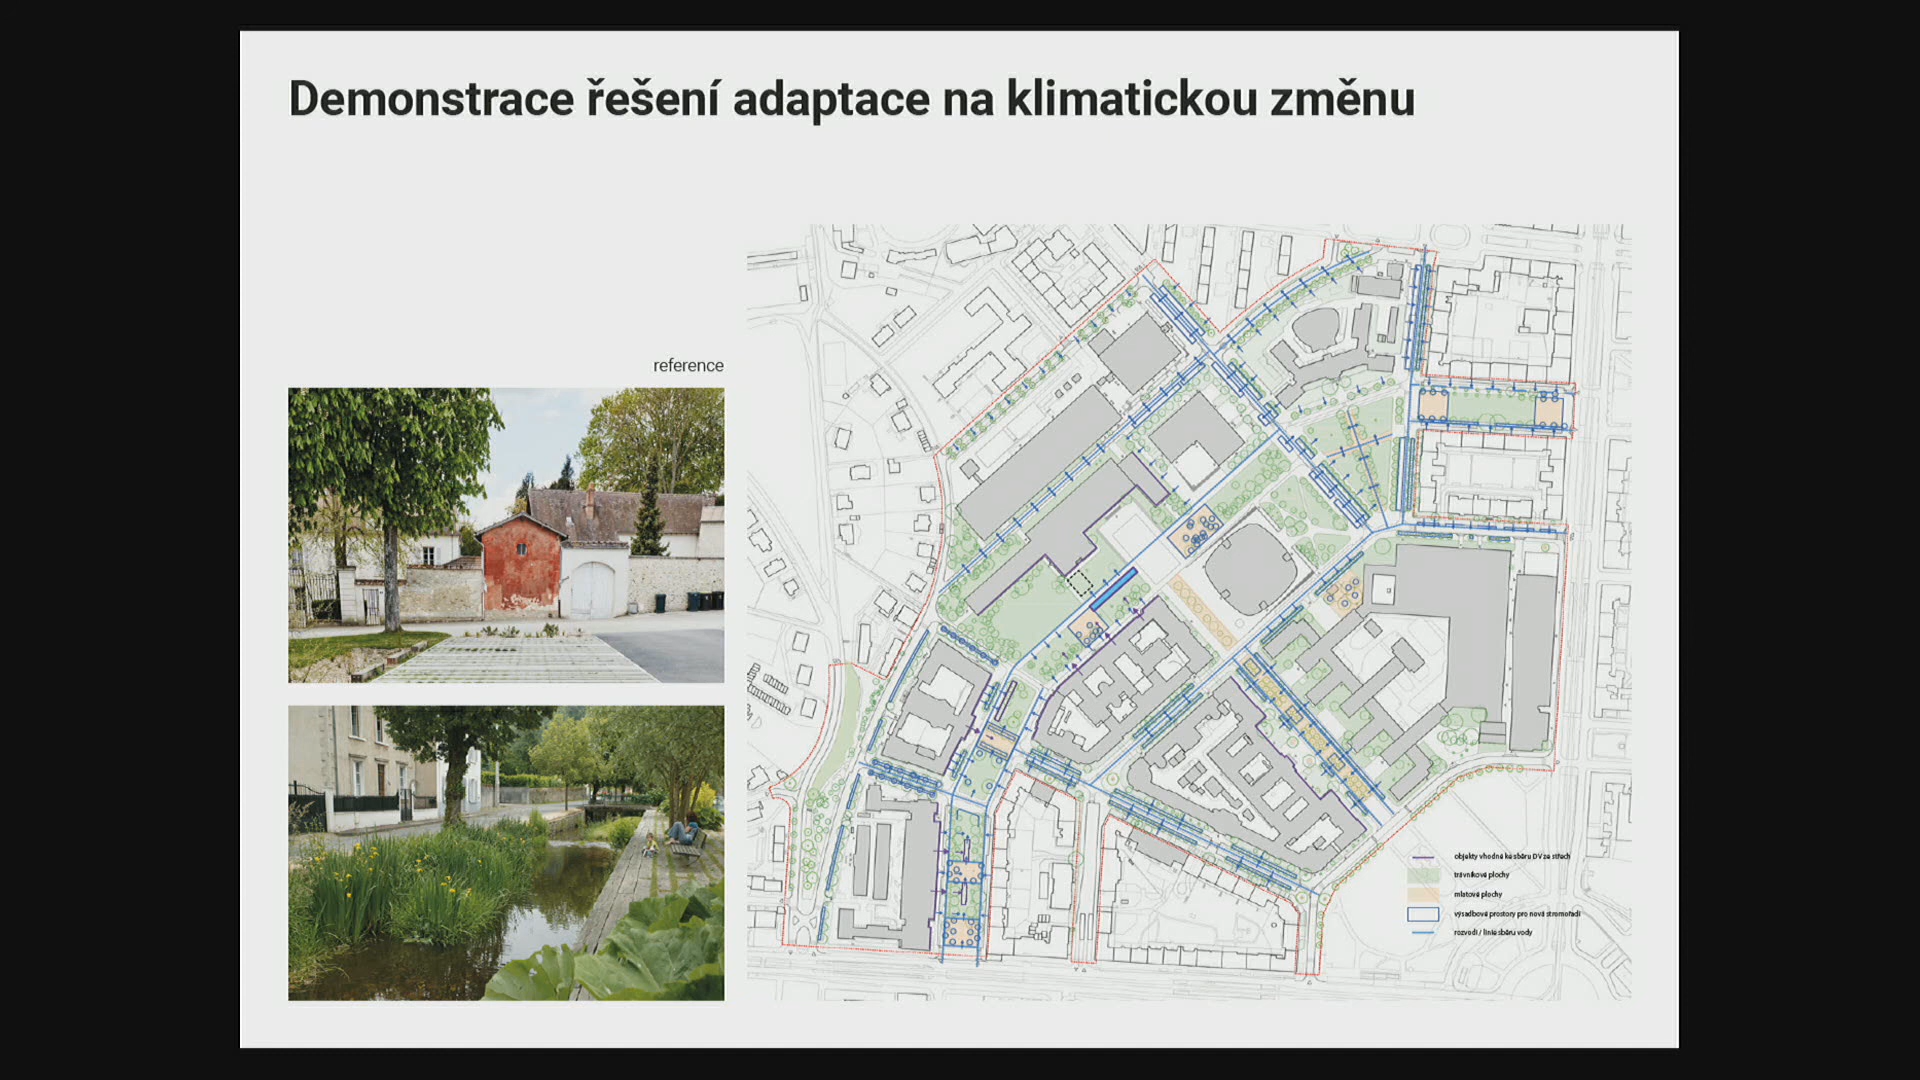 Demonstrace řešení adaptace na klimatickou změnu
reference
objekty vhodné ke sběru DV ze střech
trávníkové plochy
mlatové plochy
výsadbové prostory pro nová stromořadí
rozvod / linie sběru vody